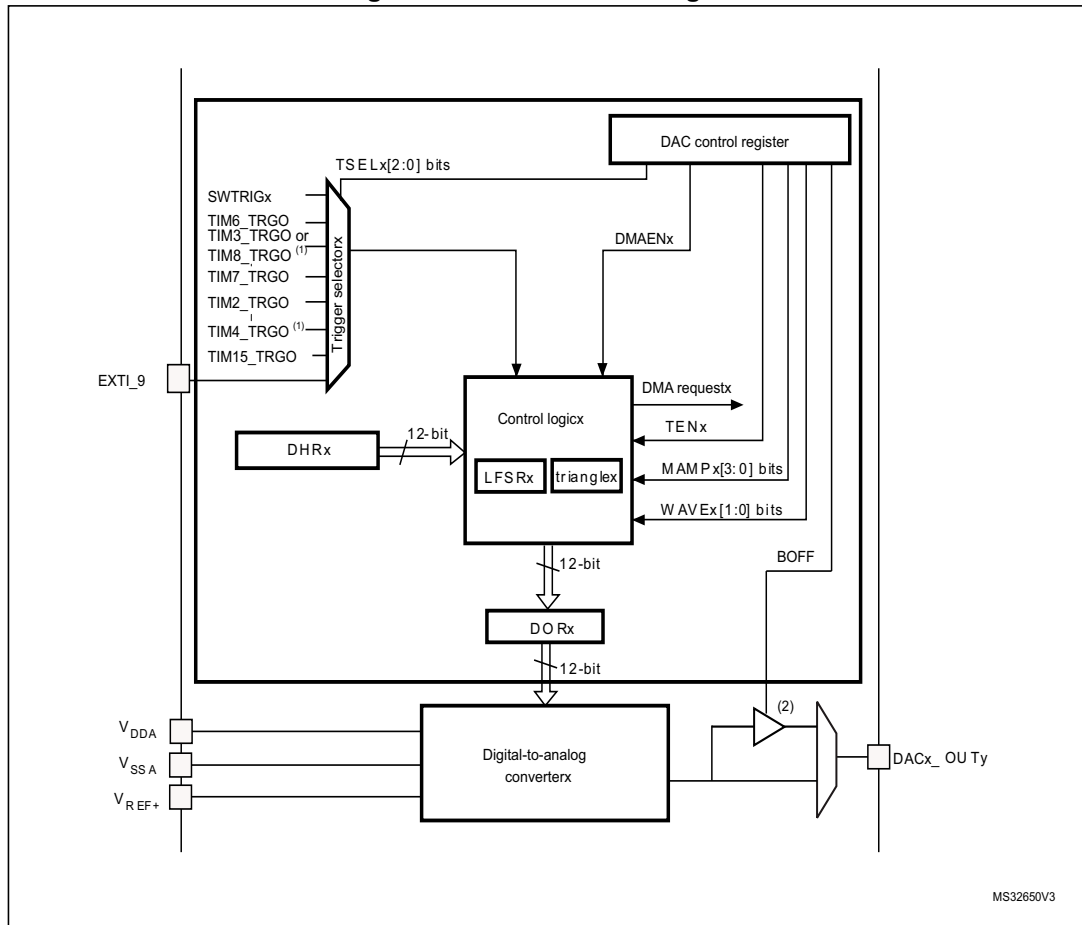 DAC control register
TSELx[2:0] bits
SWTRIGx
TIM6_TRGO
TIM3_TRGO or
TIM8_TRGO (1)
TIM7_TRGO
TIM2_TRGO
TIM4_TRGO (1)
TIM15_TRGO
Trigger selectorx
DMAENx
EXTI_9
DMA requestx
Control logicx
TENx
12-bit
DHRx
LFSRx
trianglex
MAMPx[3:0] bits
WAVEx[1:0] bits
BOFF
12-bit
DORx
12-bit
(2)
VDDA
VSSA
VREF+
Digital-to-analog
converterx
DACx_ OUTy
MS32650V3